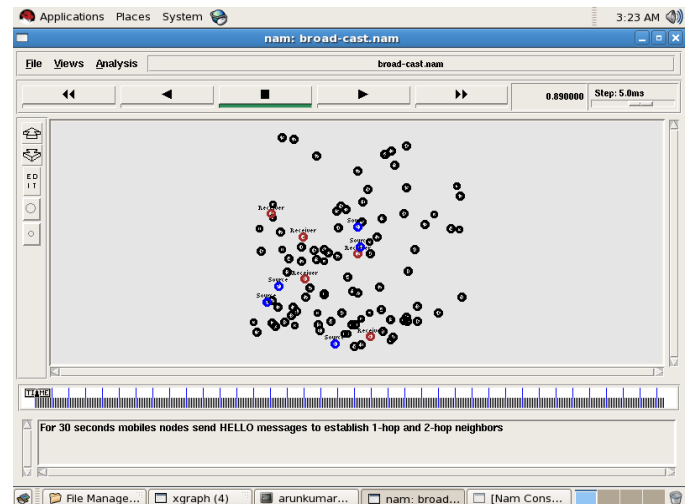 Applications Places System
3:23 AM
nam: broad-cast.nam
File Views Analysis
broad-cast.nam
0.890000
Step: 5.0ms
E D
I T
Receiver
Receiver
Source
Source
Receiver
Receiver
Source
Source
Source
Receiver
TIME
For 30 seconds mobiles nodes send HELLO messages to establish 1-hop and 2-hop neighbors
File Manage...
xgraph (4)
arunkumar...
nam: broad...
[Nam Cons...